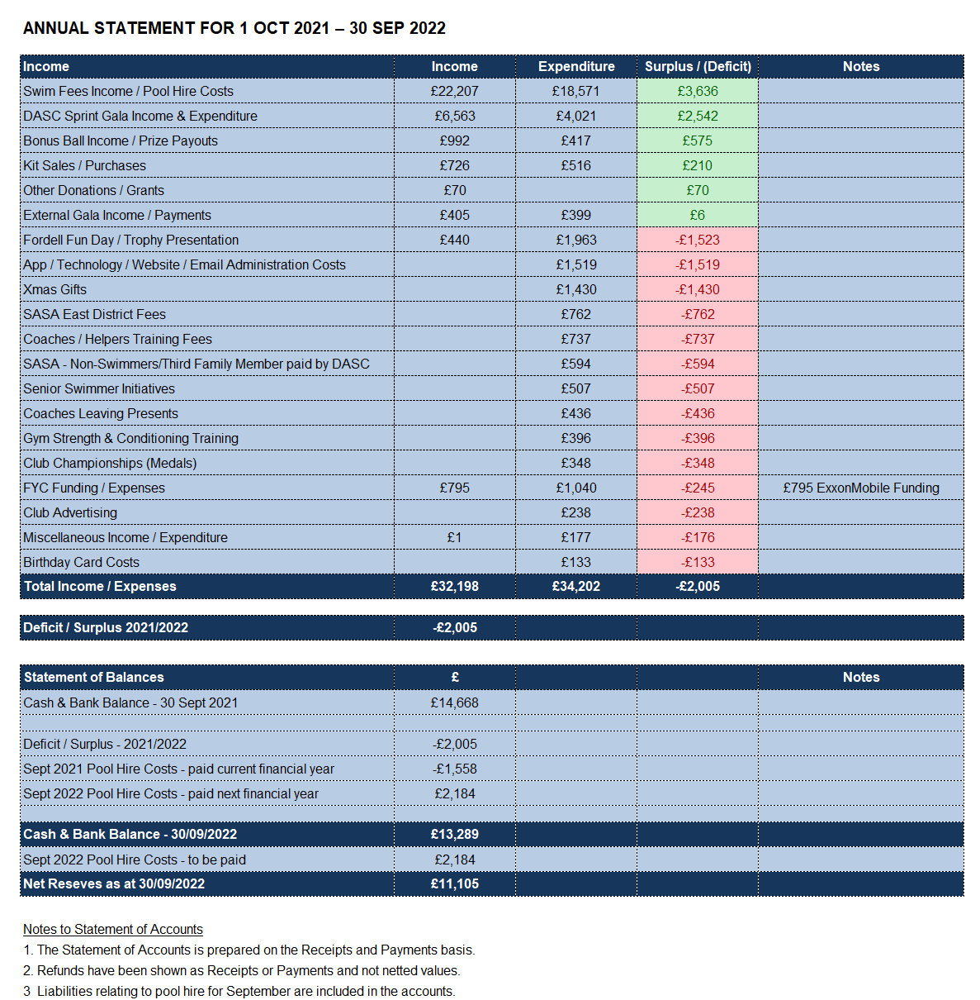 ANNUAL STATEMENT FOR 1 OCT 2021 – 30 SEP 2022
Income Income Expenditure Surplus / (Deficit) Notes
Swim Fees Income / Pool Hire Costs £22,207 £18,571 £3,636
DASC Sprint Gala Income & Expenditure £6,563 £4,021 £2,542
Bonus Ball Income / Prize Payouts £992 £417 £575
Kit Sales / Purchases £726 £516 £210
Other Donations / Grants £70 £70
External Gala Income / Payments £405 £399 £6
Fordell Fun Day / Trophy Presentation £440 £1,963 -£1,523
App / Technology / Website / Email Administration Costs £1,519 -£1,519
Xmas Gifts £1,430 -£1,430
SASA East District Fees £762 -£762
Coaches / Helpers Training Fees £737 -£737
SASA - Non-Swimmers/Third Family Member paid by DASC £594 -£594
Senior Swimmer Initiatives £507 -£507
Coaches Leaving Presents £436 -£436
Gym Strength & Conditioning Training £396 -£396
Club Championships (Medals) £348 -£348
FYC Funding / Expenses £795 £1,040 -£245 £795 ExxonMobile Funding
Club Advertising £238 -£238
Miscellaneous Income / Expenditure £1 £177 -£176
Birthday Card Costs £133 -£133
Total Income / Expenses £32,198 £34,202 -£2,005
Deficit / Surplus 2021/2022 -£2,005
Statement of Balances £ Notes
Cash & Bank Balance - 30 Sept 2021 £14,668
Deficit / Surplus - 2021/2022 -£2,005
Sept 2021 Pool Hire Costs - paid current financial year -£1,558
Sept 2022 Pool Hire Costs - paid next financial year £2,184
Cash & Bank Balance - 30/09/2022 £13,289
Sept 2022 Pool Hire Costs - to be paid £2,184
Net Reseves as at 30/09/2022 £11,105
Notes to Statement of Accounts
1. The Statement of Accounts is prepared on the Receipts and Payments basis.
2. Refunds have been shown as Receipts or Payments and not netted values.
3 Liabilities relating to pool hire for September are included in the accounts.